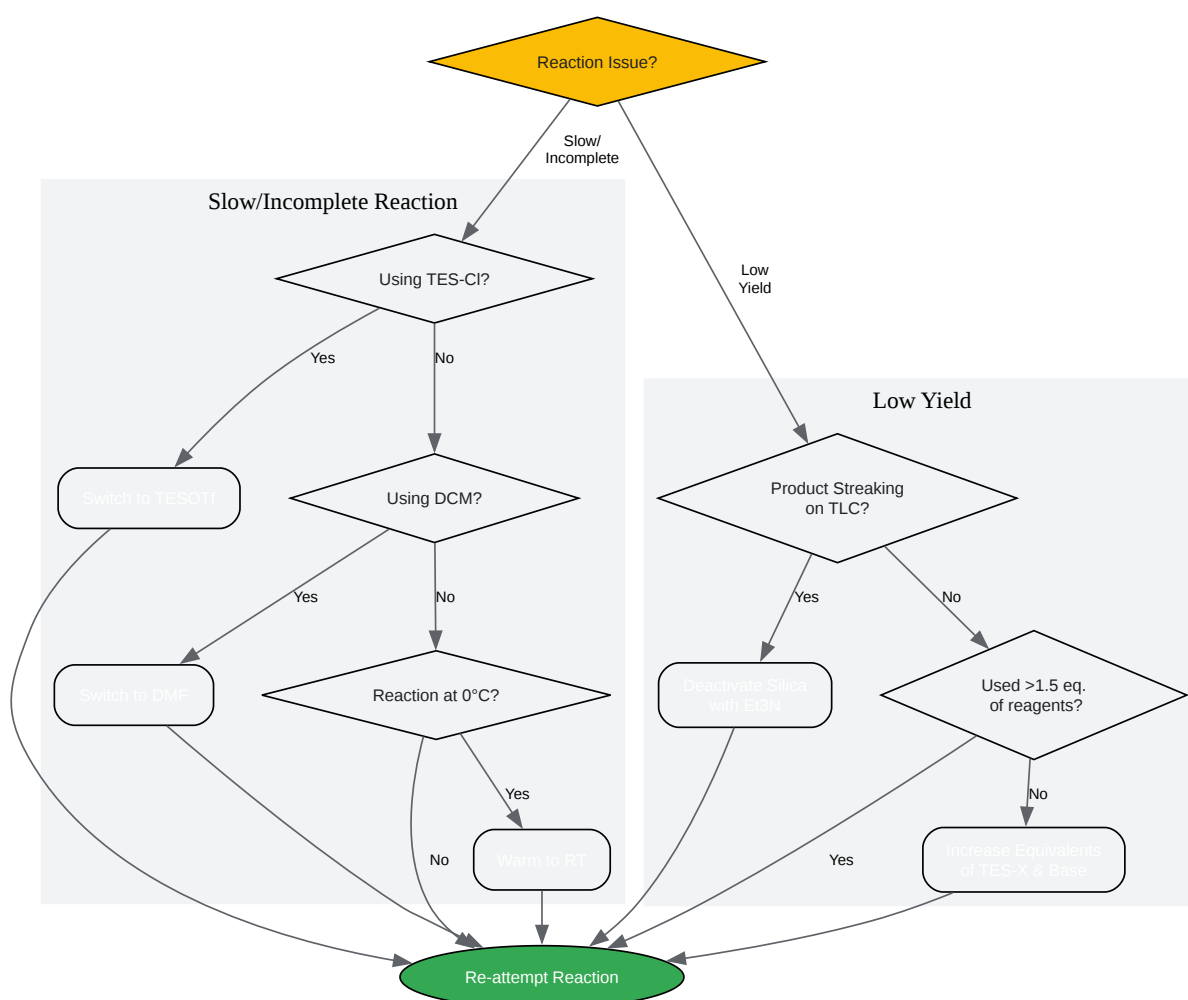 Reaction Issue?
Slow/
Incomplete
Slow/Incomplete Reaction
Using TES-Cl?
Low
Yield
Yes
No
Low Yield
Switch to TESOTf
Using DCM?
Product Streaking
on TLC?
Yes
No
Yes
No
Switch to DMF
Reaction at 0°C?
Deactivate Silica
with Et3N
Used >1.5 eq.
of reagents?
Yes
No
No
Warm to RT
Yes
Increase Equivalents
of TES-X & Base
Re-attempt Reaction